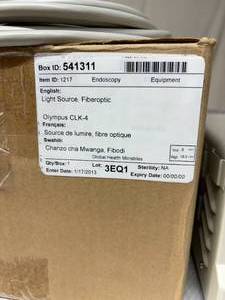 Box ID: 541311
Item ID: 1217 Endoscopy Equipment
English:
Light Source, Fiberoptic
Olympus CLK-4
Français:
Source de lumire, fibre optique
Swahili:
Chanzo cha Mwanga, Fibodi
Global Health Ministries
Qty/Box: 1 Lot: 3EQ1 Sterility: NA
Enter Date: 1/17/2013 Expiry Date: 00/00/00